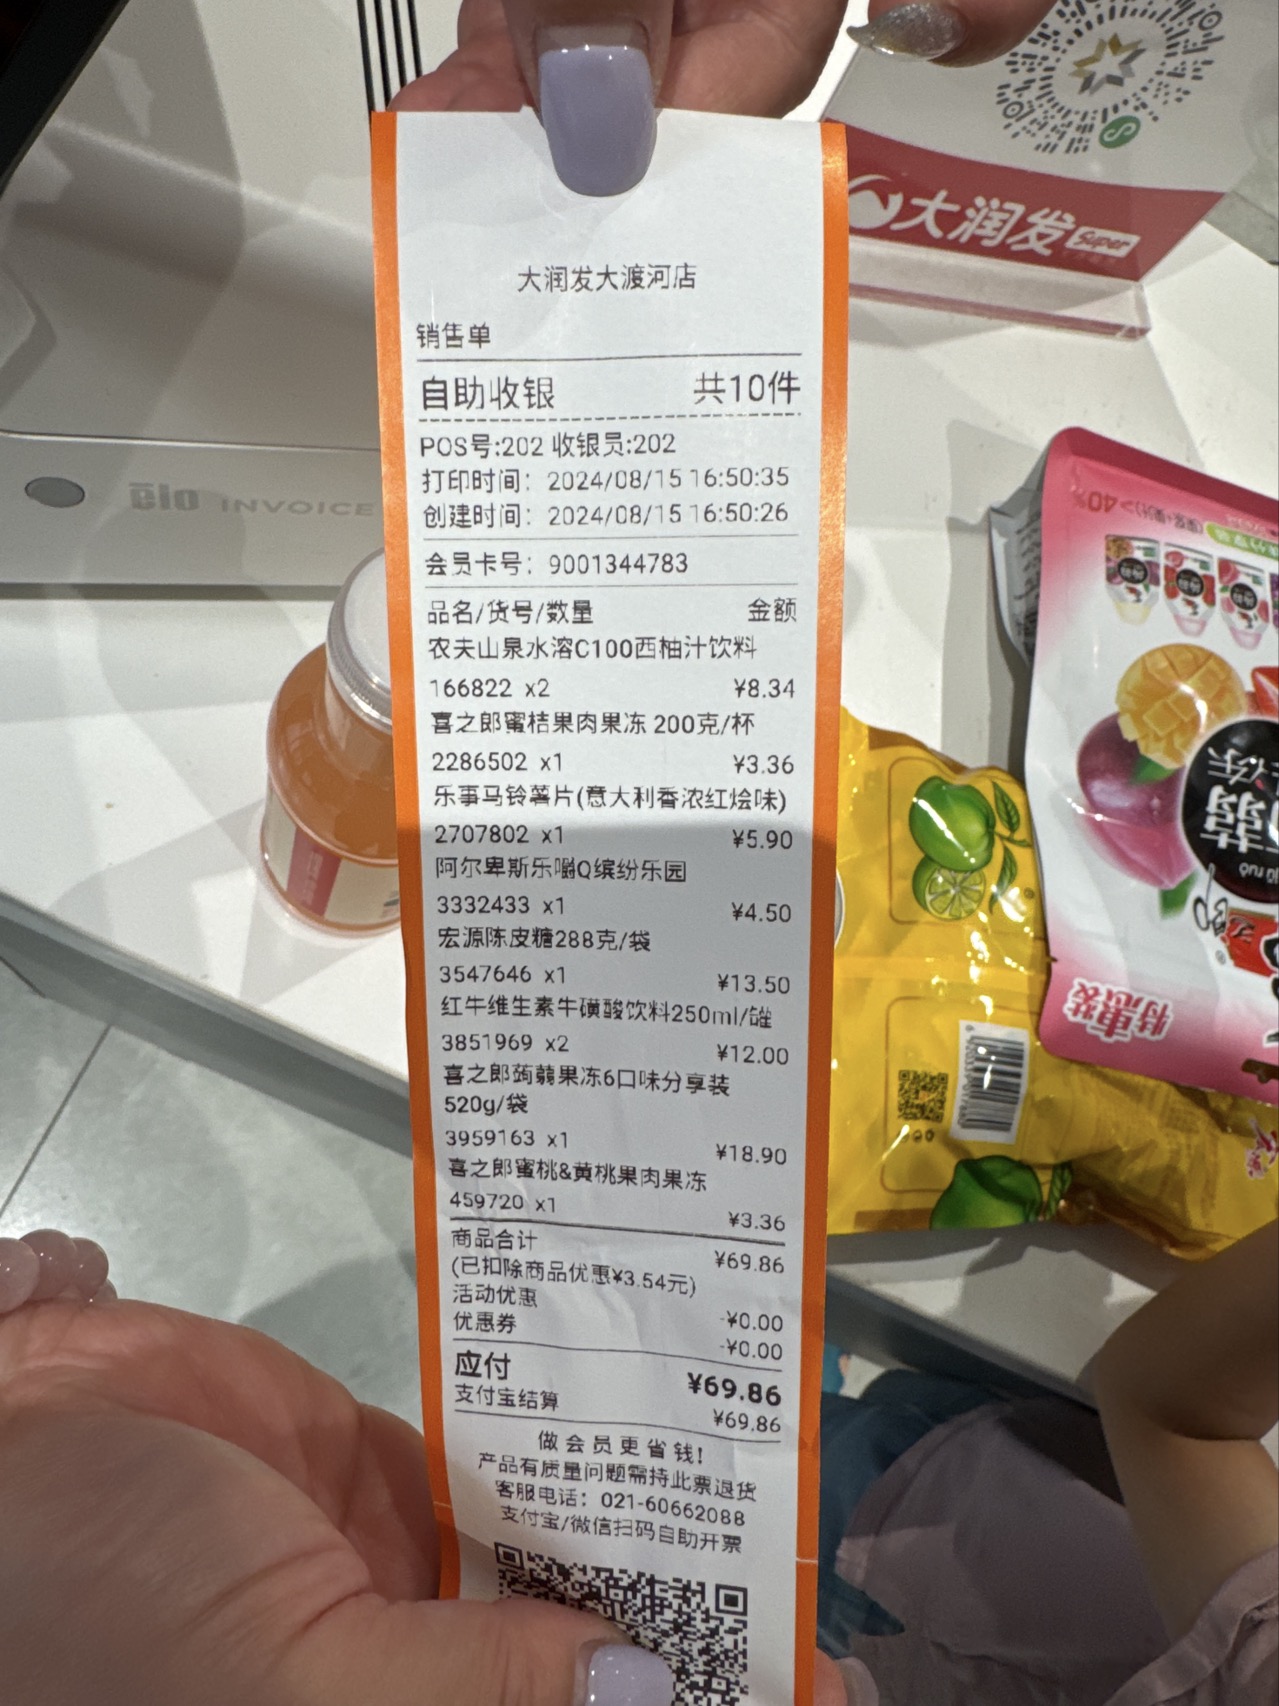 大润发 Super
大润发大渡河店
销售单
自助收银 共10件
POS号:202 收银员:202
打印时间: 2024/08/15 16:50:35
创建时间: 2024/08/15 16:50:26
会员卡号: 9001344783
品名/货号/数量 金额
农夫山泉水溶C100西柚汁饮料
166822 x2 ¥8.34
喜之郎蜜桔果肉果冻 200克/杯
2286502 x1 ¥3.36
乐事马铃薯片(意大利香浓红烩味)
2707802 x1 ¥5.90
阿尔卑斯乐嚼Q缤纷乐园
3332433 x1 ¥4.50
宏源陈皮糖288克/袋
3547646 x1 ¥13.50
红牛维生素牛磺酸饮料250ml/罐
3851969 x2 ¥12.00
喜之郎蒟蒻果冻6口味分享装
520g/袋
3959163 x1 ¥18.90
喜之郎蜜桃&黄桃果肉果冻
459720 x1 ¥3.36
商品合计 ¥69.86
(已扣除商品优惠¥3.54元)
活动优惠 -¥0.00
优惠券 -¥0.00
应付 ¥69.86
支付宝结算 ¥69.86
做会员更省钱!
产品有质量问题需持此票退货
客服电话: 021-60662088
支付宝/微信扫码自助开票
INVOICE
特惠装